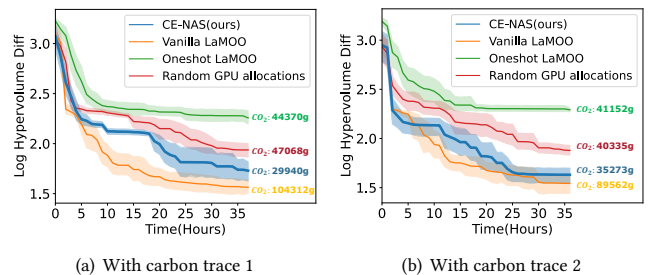 Log Hypervolume Diff
3.0
2.5
2.0
1.5
CE-NAS(ours)
Vanilla LaMOO
Oneshot LaMOO
Random GPU allocations
CO₂: 44370g
CO₂: 47068g
CO₂: 29940g
CO₂: 104312g
0 5 10 15 20 25 30 35
Time(Hours)
(a) With carbon trace 1
Log Hypervolume Diff
3.0
2.5
2.0
1.5
CE-NAS(ours)
Vanilla LaMOO
Oneshot LaMOO
Random GPU allocations
CO₂: 41152g
CO₂: 40335g
CO₂: 35273g
CO₂: 89562g
0 5 10 15 20 25 30 35
Time(Hours)
(b) With carbon trace 2